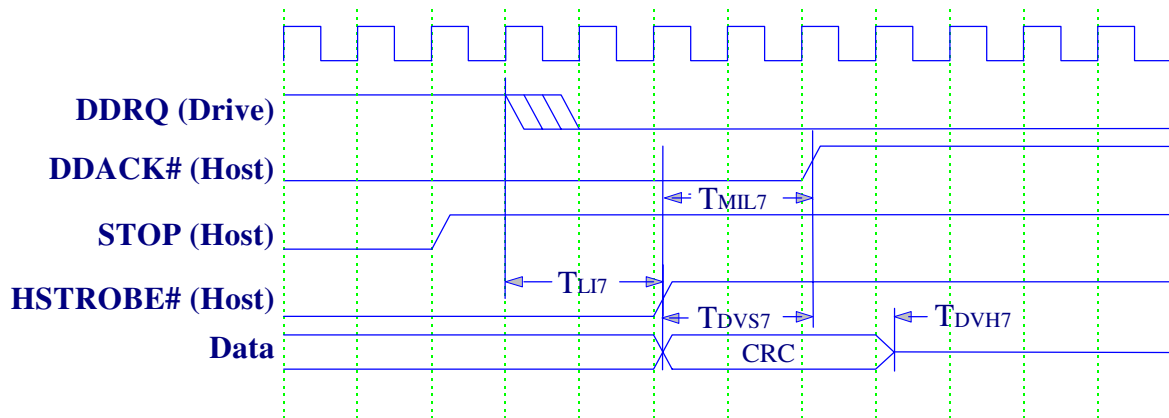 DDRQ (Drive)
DDACK# (Host)
TMIL7
STOP (Host)
TLI7
HSTROBE# (Host)
TDVS7
TDVH7
Data
CRC